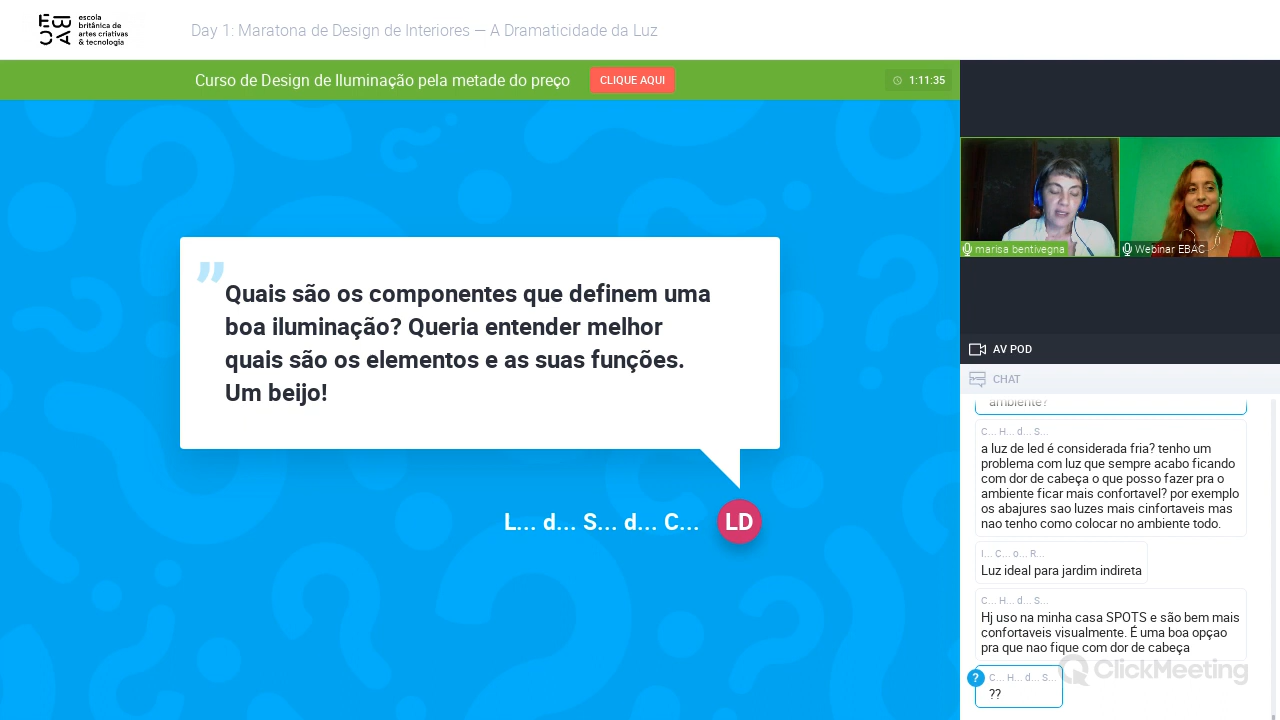 escola
britânica de
artes criativas
& tecnologia
EBAC
Day 1: Maratona de Design de Interiores — A Dramaticidade da Luz
Curso de Design de Iluminação pela metade do preço
CLIQUE AQUI
1:11:35
”
Quais são os componentes que definem uma
boa iluminação? Queria entender melhor
quais são os elementos e as suas funções.
Um beijo!
L... d... S... d... C...
LD
marisa bentivegna
Webinar EBAC
AV POD
CHAT
ambiente?
C... H... d... S...
a luz de led é considerada fria? tenho um
problema com luz que sempre acabo ficando
com dor de cabeça o que posso fazer pra o
ambiente ficar mais confortavel? por exemplo
os abajures sao luzes mais cinfortaveis mas
nao tenho como colocar no ambiente todo.
I... C... o... R...
Luz ideal para jardim indireta
C... H... d... S...
Hj uso na minha casa SPOTS e são bem mais
confortaveis visualmente. É uma boa opçao
pra que nao fique com dor de cabeça
ClickMeeting
?
C... H... d... S...
??